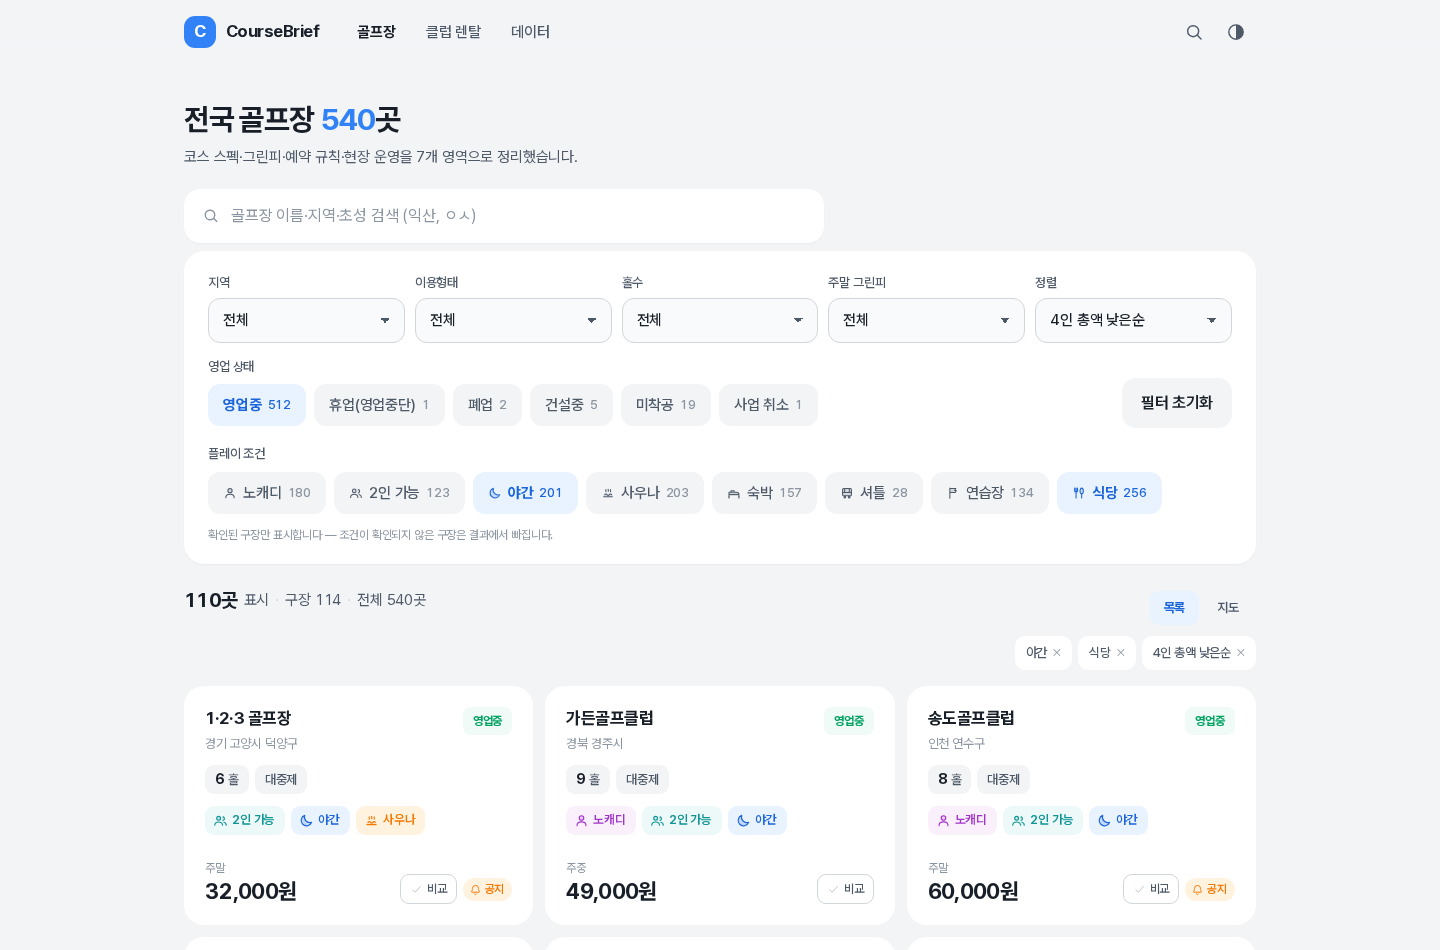 C CourseBrief 골프장 클럽 렌탈 데이터
전국 골프장 540곳
코스 스펙·그린피·예약 규칙·현장 운영을 7개 영역으로 정리했습니다.
골프장 이름·지역·초성 검색 (익산, ㅇㅅ)
지역 이용형태 홀수 주말 그린피 정렬
전체 전체 전체 전체 4인 총액 낮은순
영업 상태
영업중 512 휴업(영업중단) 1 폐업 2 건설중 5 미착공 19 사업 취소 1 필터 초기화
플레이 조건
노캐디 180 2인 가능 123 야간 201 사우나 203 숙박 157 셔틀 28 연습장 134 식당 256
확인된 구장만 표시합니다 — 조건이 확인되지 않은 구장은 결과에서 빠집니다.
110곳 표시 · 구장 114 · 전체 540곳 목록 지도
야간 × 식당 × 4인 총액 낮은순 ×
1·2·3 골프장 영업중
경기 고양시 덕양구
6 홀 대중제
2인 가능 야간 사우나
주말
32,000원 비교 공지
가든골프클럽 영업중
경북 경주시
9 홀 대중제
노캐디 2인 가능 야간
주중
49,000원 비교
송도골프클럽 영업중
인천 연수구
8 홀 대중제
노캐디 2인 가능 야간
주말
60,000원 비교 공지